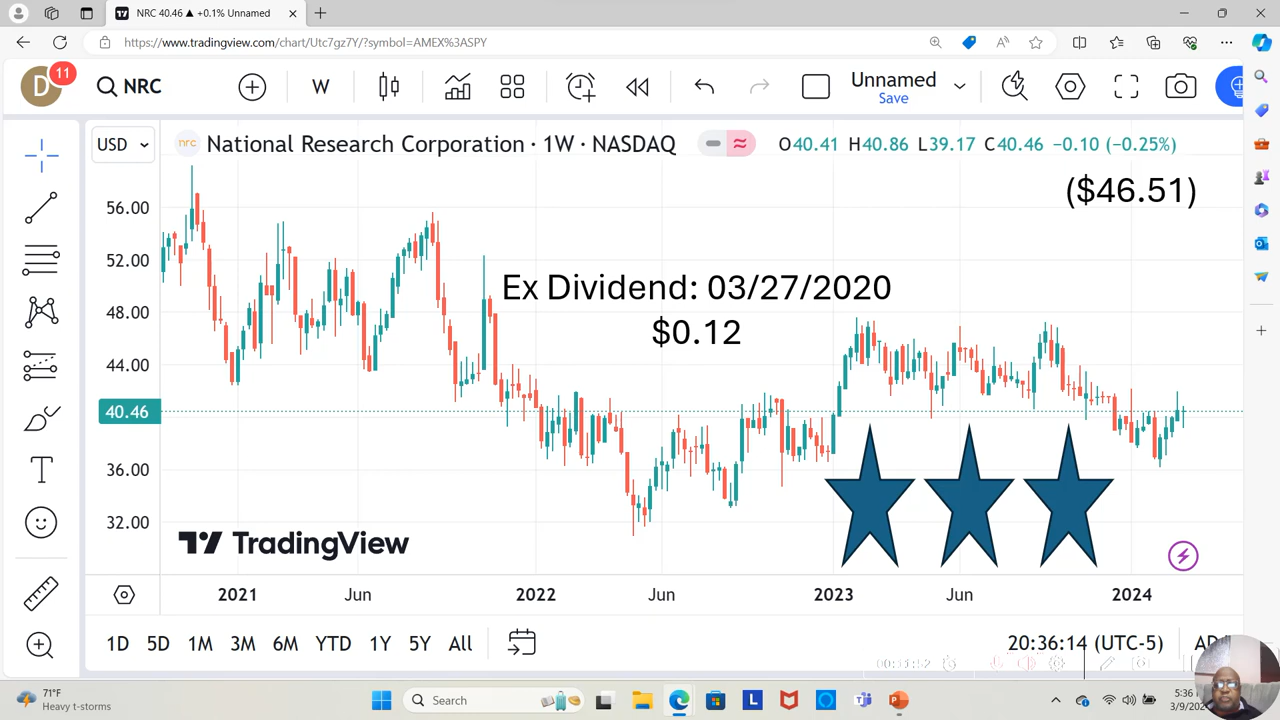 NRC 40.46 ▲ +0.1% Unnamed
https://www.tradingview.com/chart/Utc7gz7Y/?symbol=AMEX%3ASPY
D 11 NRC W Unnamed
Save
USD nrc National Research Corporation · 1W · NASDAQ O40.41 H40.86 L39.17 C40.46 −0.10 (−0.25%)
($46.51)
56.00
52.00
Ex Dividend: 03/27/2020
48.00
$0.12
44.00
40.46
36.00
32.00
TradingView
2021 Jun 2022 Jun 2023 Jun 2024
1D 5D 1M 3M 6M YTD 1Y 5Y All 20:36:14 (UTC-5)
71°F
Heavy t-storms
Search
5:36